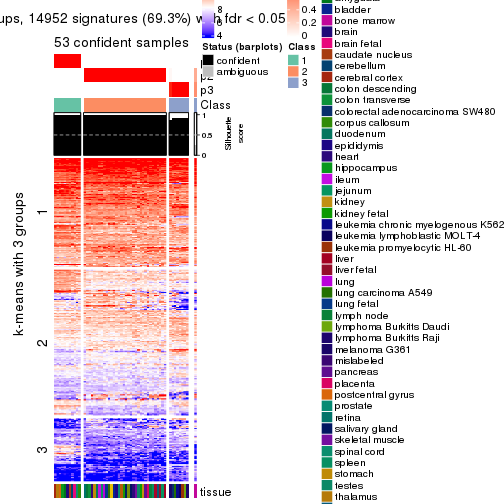 ups, 14952 signatures (69.3%) with fdr < 0.05
53 confident samples
p3
Class
1
0.5
0
Silhouette
score
k-means with 3 groups
1
2
3
tissue
8
6
4
0.4
0.2
0
Status (barplots)
confident
ambiguous
Class
1
2
3
bladder
bone marrow
brain
brain fetal
caudate nucleus
cerebellum
cerebral cortex
colon descending
colon transverse
colorectal adenocarcinoma SW480
corpus callosum
duodenum
epididymis
heart
hippocampus
ileum
jejunum
kidney
kidney fetal
leukemia chronic myelogenous K562
leukemia lymphoblastic MOLT-4
leukemia promyelocytic HL-60
liver
liver fetal
lung
lung carcinoma A549
lung fetal
lymph node
lymphoma Burkitts Daudi
lymphoma Burkitts Raji
melanoma G361
mislabeled
pancreas
placenta
postcentral gyrus
prostate
retina
salivary gland
skeletal muscle
spinal cord
spleen
stomach
testes
thalamus